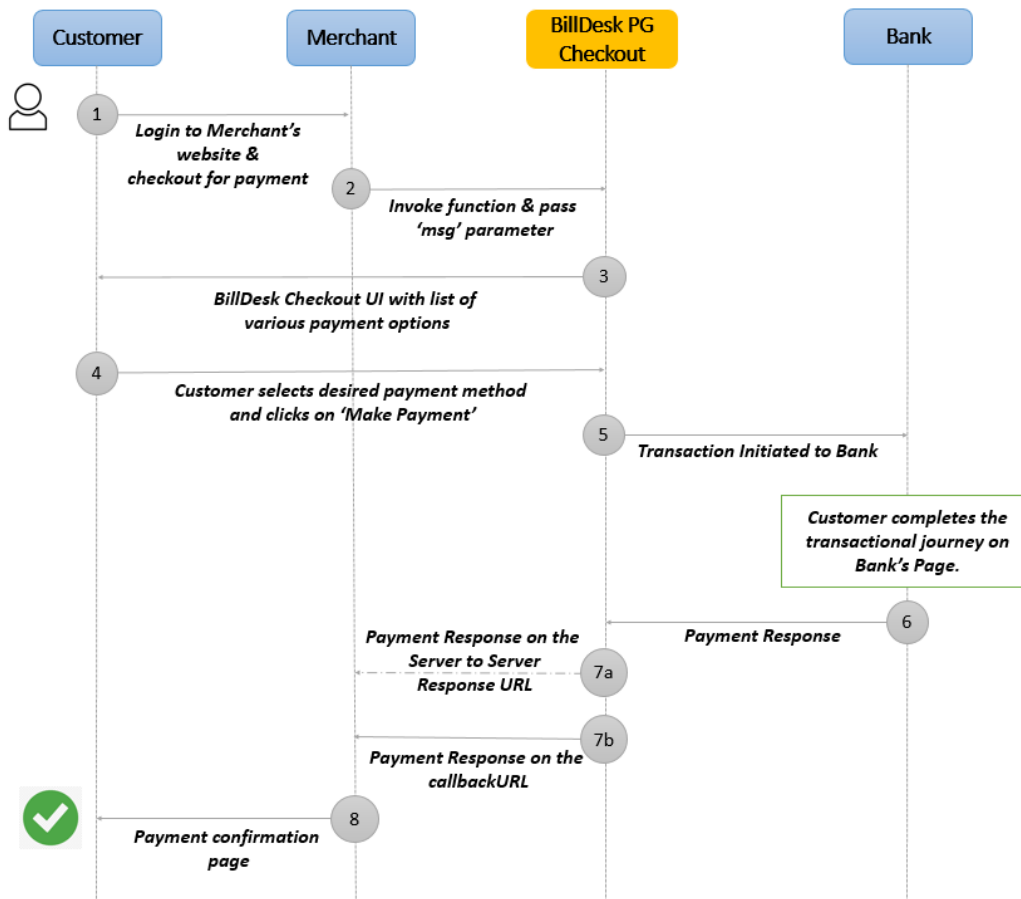 Customer
Merchant
BillDesk PG
Checkout
Bank
1
Login to Merchant's
website &
checkout for payment
2
Invoke function & pass
'msg' parameter
3
BillDesk Checkout UI with list of
various payment options
4
Customer selects desired payment method
and clicks on 'Make Payment'
5
Transaction Initiated to Bank
Customer completes the
transactional journey on
Bank's Page.
6
Payment Response
Payment Response on the
Server to Server
Response URL
7a
7b
Payment Response on the
callbackURL
8
Payment confirmation
page